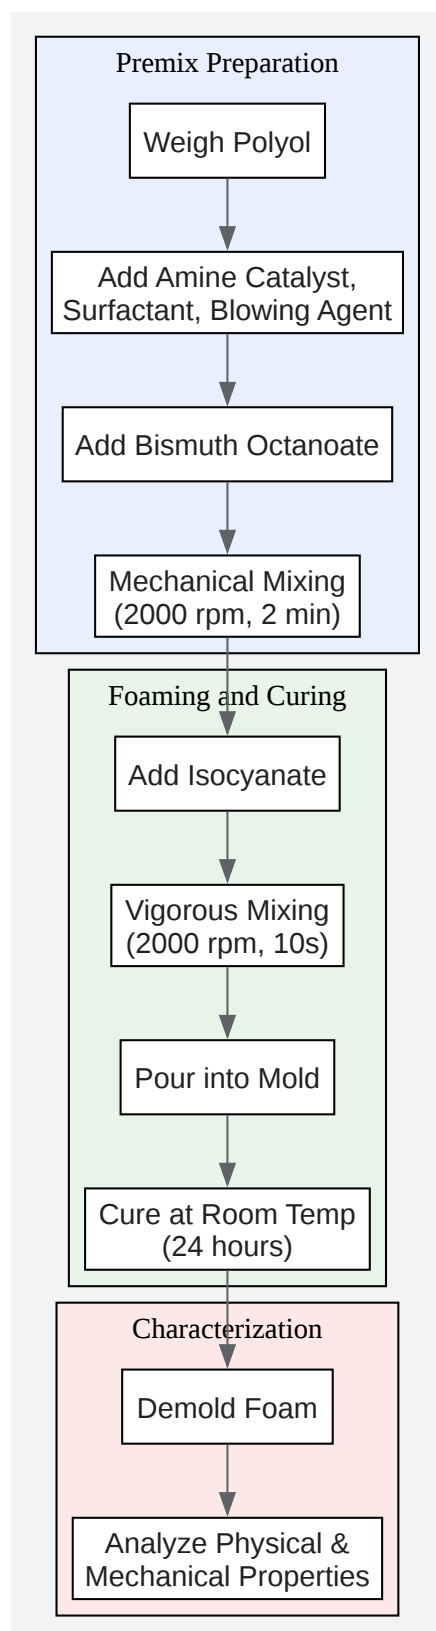 Premix Preparation
Weigh Polyol
Add Amine Catalyst,
Surfactant, Blowing Agent
Add Bismuth Octanoate
Mechanical Mixing
(2000 rpm, 2 min)
Foaming and Curing
Add Isocyanate
Vigorous Mixing
(2000 rpm, 10s)
Pour into Mold
Cure at Room Temp
(24 hours)
Characterization
Demold Foam
Analyze Physical &
Mechanical Properties